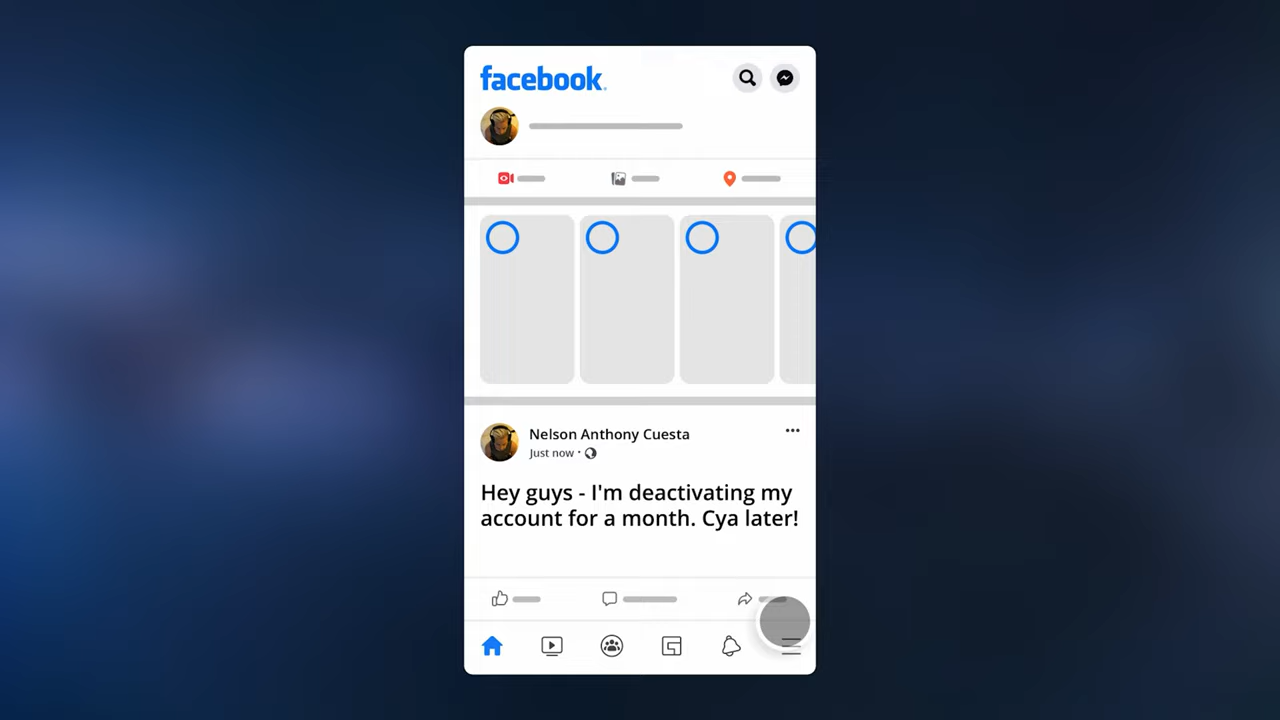 facebook
Nelson Anthony Cuesta
Just now ·
Hey guys - I'm deactivating my
account for a month. Cya later!